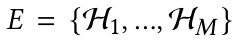 E = {ℋ₁, …, ℋ_M}